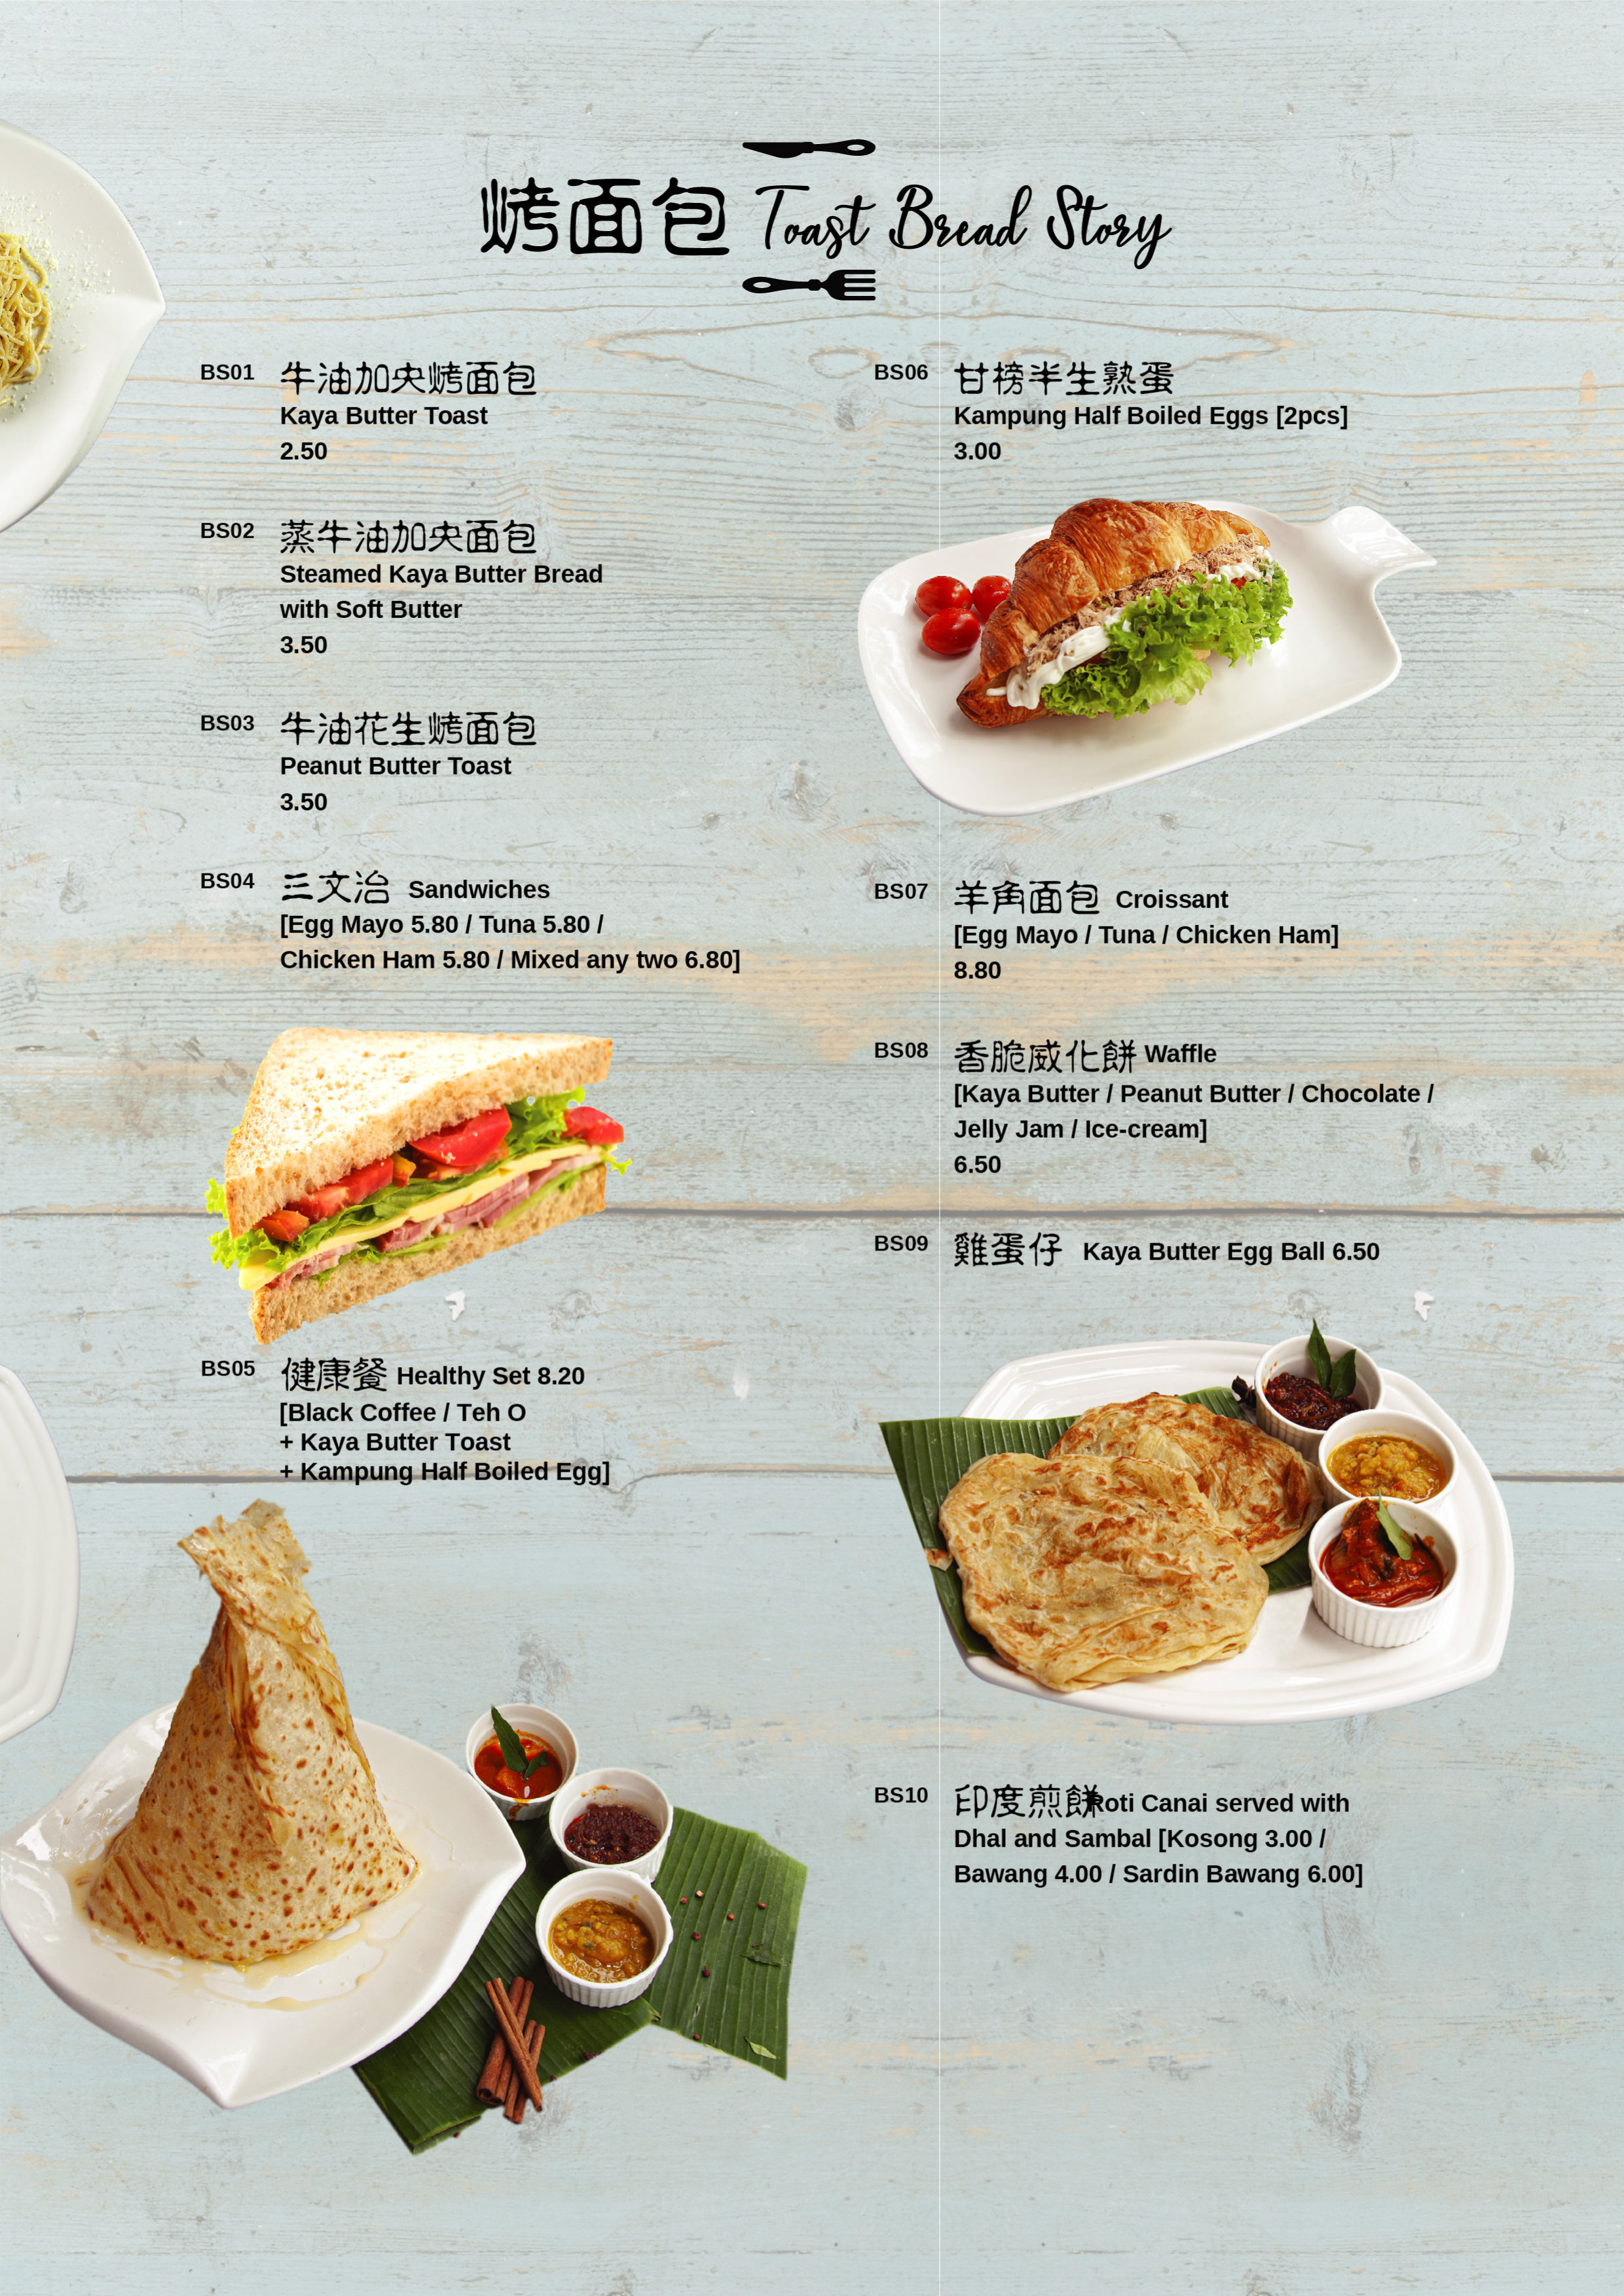 烤面包 Toast Bread Story
BS01 牛油加央烤面包
Kaya Butter Toast
2.50
BS02 蒸牛油加央面包
Steamed Kaya Butter Bread
with Soft Butter
3.50
BS03 牛油花生烤面包
Peanut Butter Toast
3.50
BS04 三文治 Sandwiches
[Egg Mayo 5.80 / Tuna 5.80 /
Chicken Ham 5.80 / Mixed any two 6.80]
BS05 健康餐 Healthy Set 8.20
[Black Coffee / Teh O
+ Kaya Butter Toast
+ Kampung Half Boiled Egg]
BS06 甘榜半生熟蛋
Kampung Half Boiled Eggs [2pcs]
3.00
BS07 羊角面包 Croissant
[Egg Mayo / Tuna / Chicken Ham]
8.80
BS08 香脆威化餅 Waffle
[Kaya Butter / Peanut Butter / Chocolate /
Jelly Jam / Ice-cream]
6.50
BS09 雞蛋仔 Kaya Butter Egg Ball 6.50
BS10 印度煎餅 Roti Canai served with
Dhal and Sambal [Kosong 3.00 /
Bawang 4.00 / Sardin Bawang 6.00]